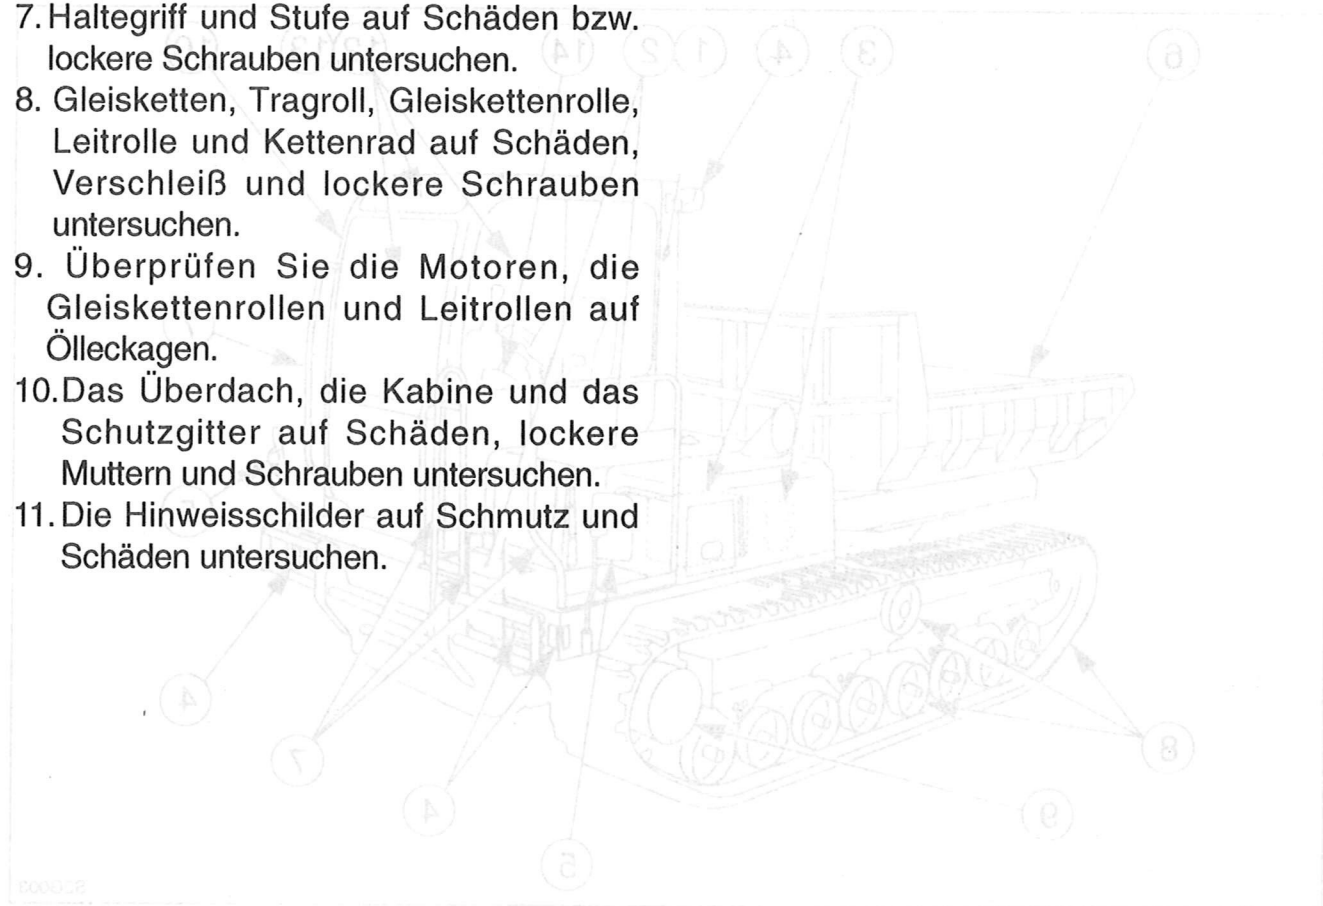 7. Haltegriff und Stufe auf Schäden bzw.
lockere Schrauben untersuchen.
8. Gleisketten, Tragroll, Gleiskettenrolle,
Leitrolle und Kettenrad auf Schäden,
Verschleiß und lockere Schrauben
untersuchen.
9. Überprüfen Sie die Motoren, die
Gleiskettenrollen und Leitrollen auf
Ölleckagen.
10. Das Überdach, die Kabine und das
Schutzgitter auf Schäden, lockere
Muttern und Schrauben untersuchen.
11. Die Hinweisschilder auf Schmutz und
Schäden untersuchen.